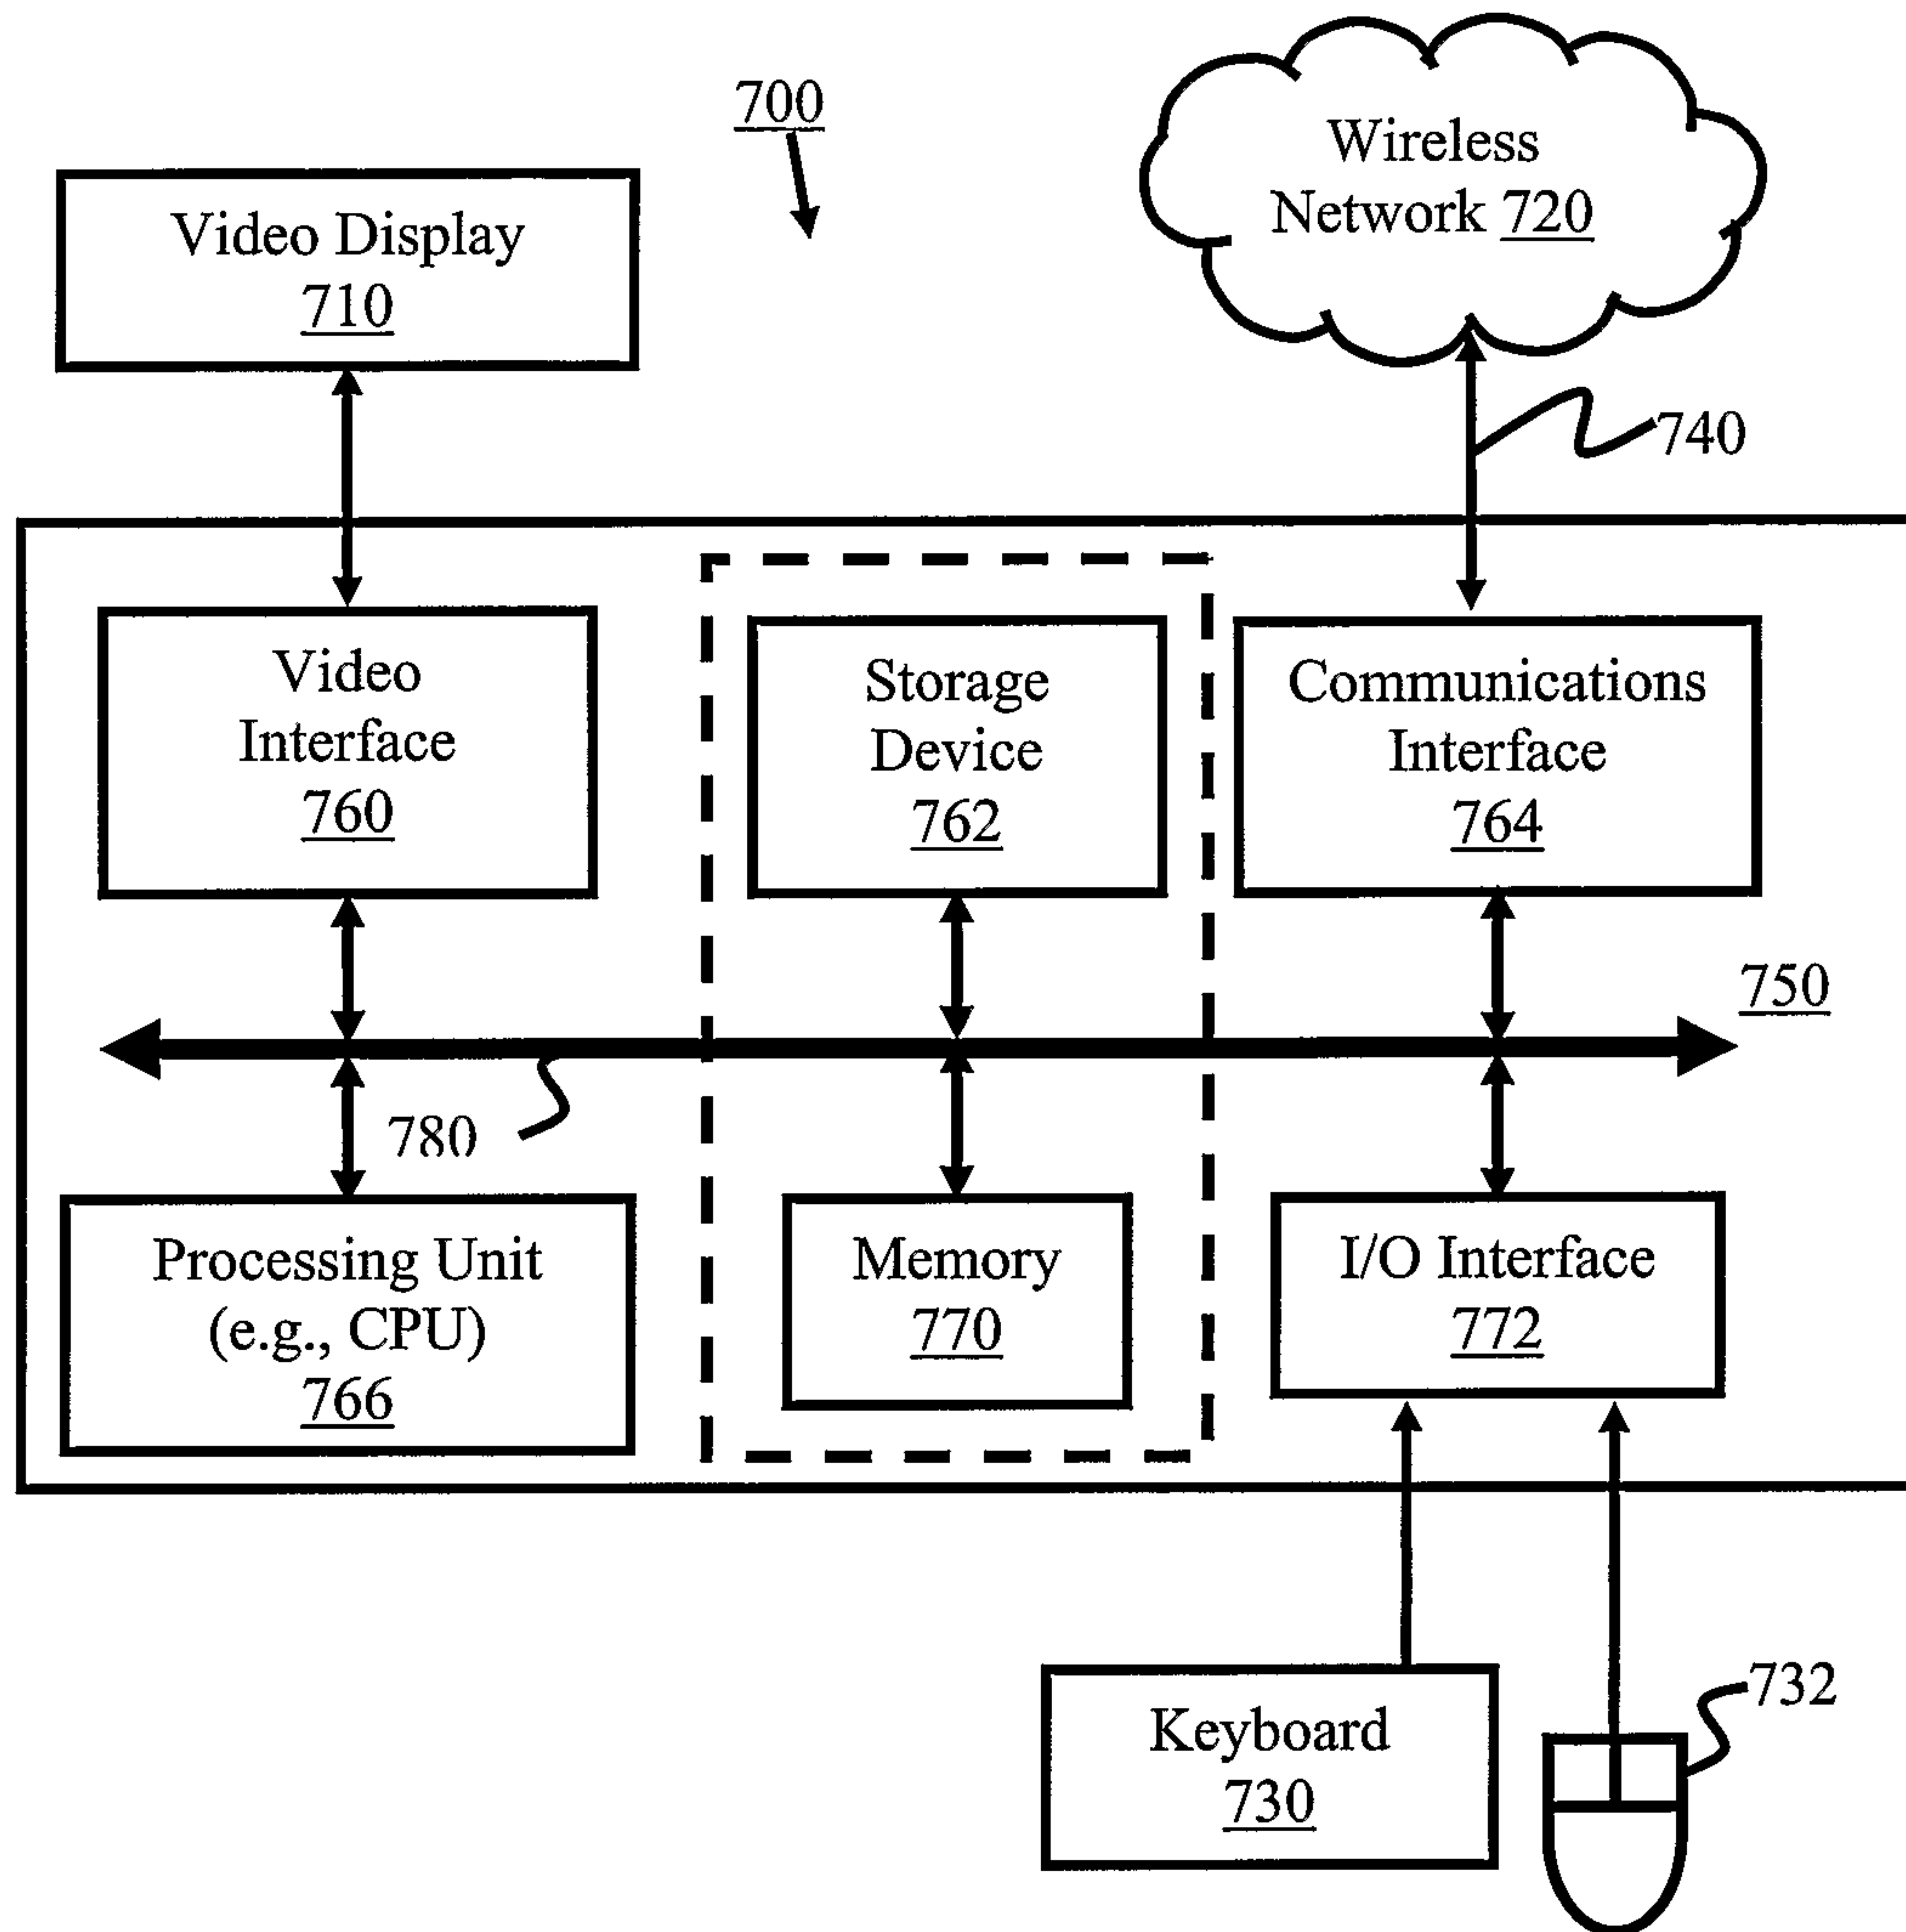 700
Wireless
Network 720
Video Display
710
740
Video
Interface
760
Storage
Device
762
Communications
Interface
764
750
780
Processing Unit
(e.g., CPU)
766
Memory
770
I/O Interface
772
Keyboard
730
732